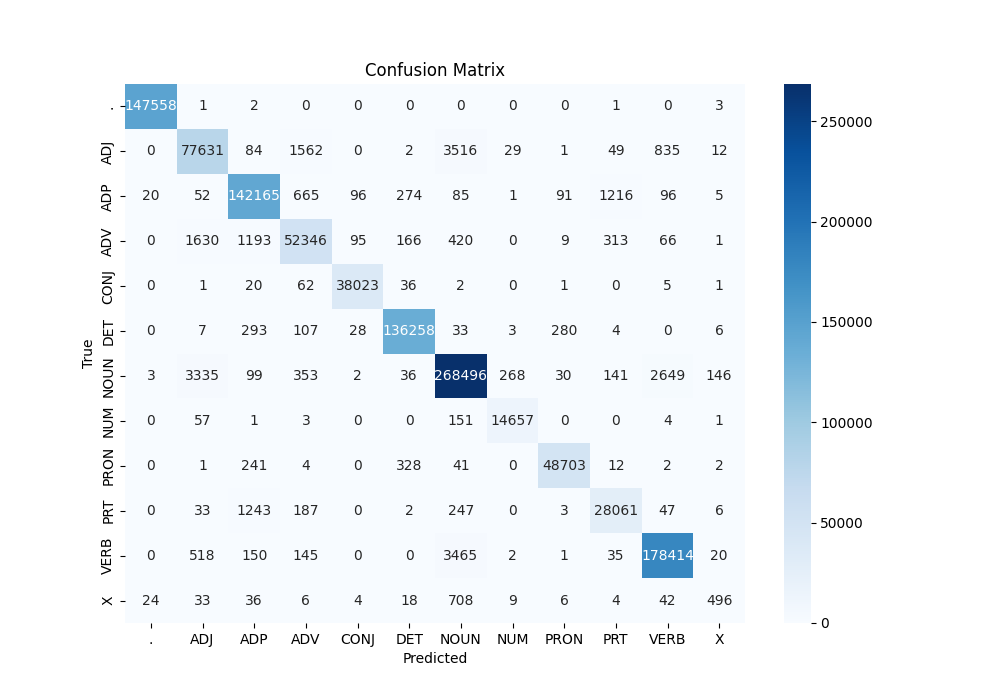 Confusion Matrix
. 147558 1 2 0 0 0 0 0 0 1 0 3
ADJ 0 77631 84 1562 0 2 3516 29 1 49 835 12
ADP 20 52 142165 665 96 274 85 1 91 1216 96 5
ADV 0 1630 1193 52346 95 166 420 0 9 313 66 1
CONJ 0 1 20 62 38023 36 2 0 1 0 5 1
DET 0 7 293 107 28 136258 33 3 280 4 0 6
NOUN 3 3335 99 353 2 36 268496 268 30 141 2649 146
NUM 0 57 1 3 0 0 151 14657 0 0 4 1
PRON 0 1 241 4 0 328 41 0 48703 12 2 2
PRT 0 33 1243 187 0 2 247 0 3 28061 47 6
VERB 0 518 150 145 0 0 3465 2 1 35 178414 20
X 24 33 36 6 4 18 708 9 6 4 42 496
. ADJ ADP ADV CONJ DET NOUN NUM PRON PRT VERB X
Predicted
True
250000
200000
150000
100000
50000
0